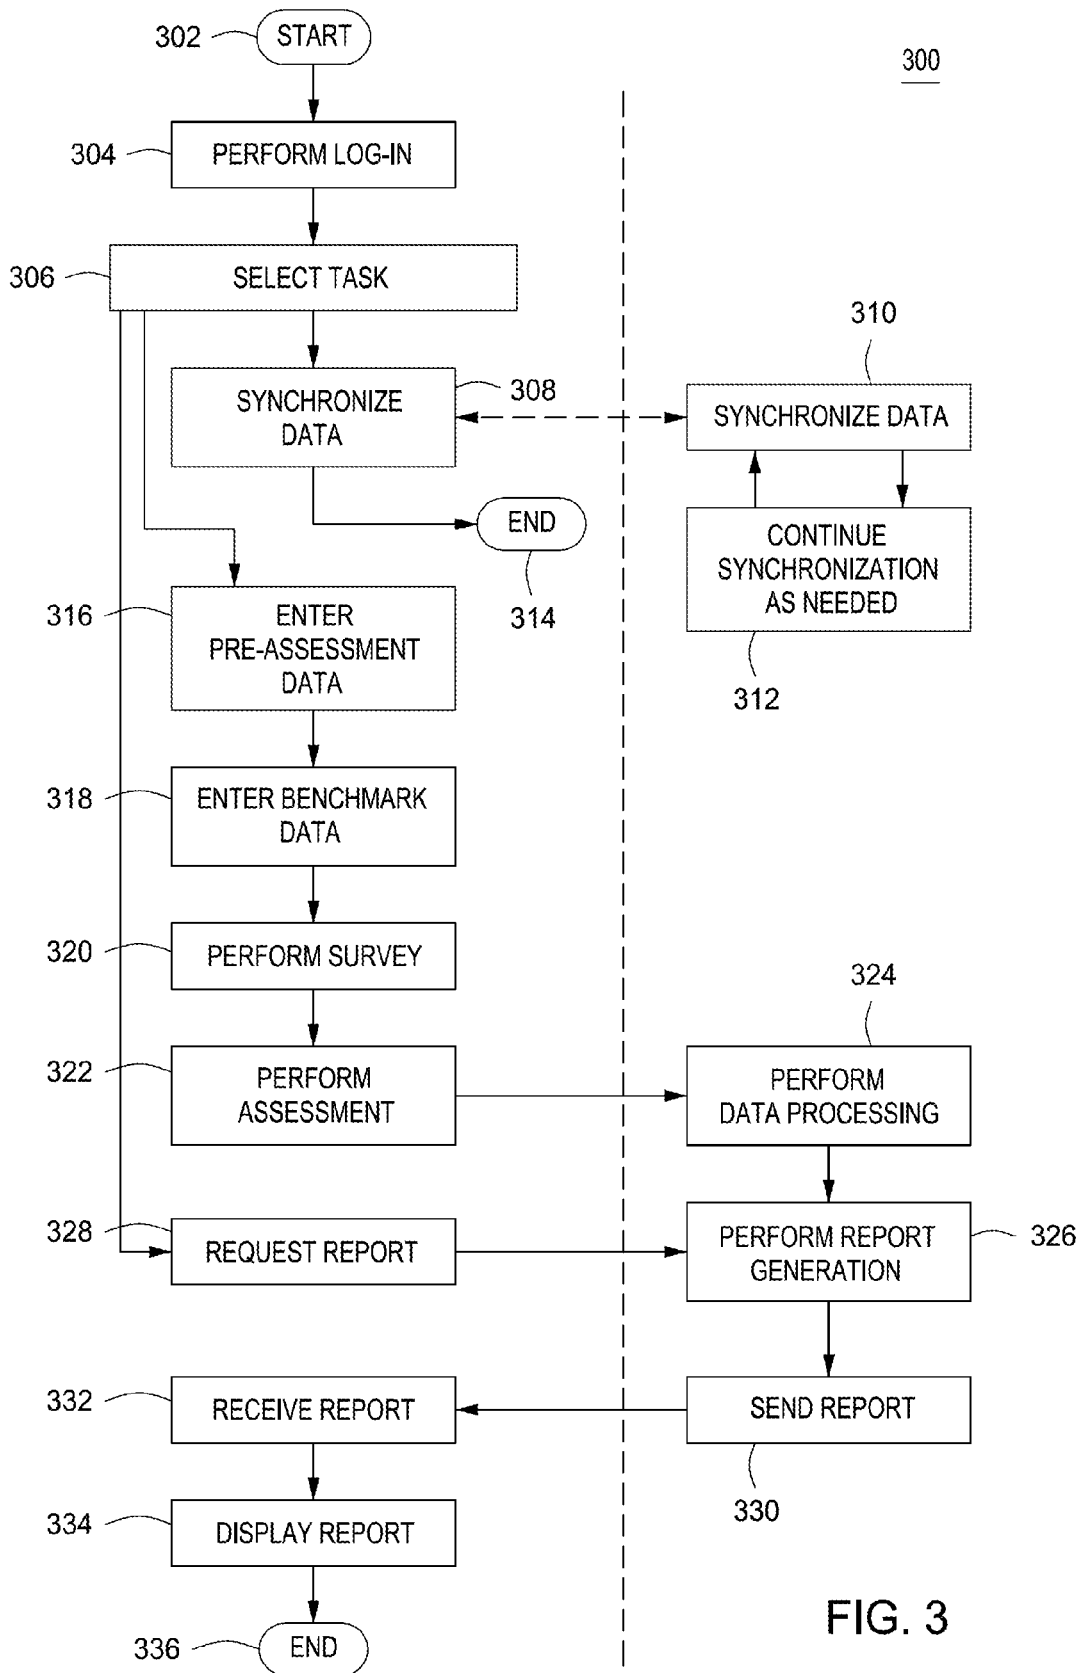 302
START
300
304
PERFORM LOG-IN
306
SELECT TASK
310
SYNCHRONIZE
DATA
308
SYNCHRONIZE DATA
END
314
CONTINUE
SYNCHRONIZATION
AS NEEDED
312
316
ENTER
PRE-ASSESSMENT
DATA
318
ENTER BENCHMARK
DATA
320
PERFORM SURVEY
324
322
PERFORM
ASSESSMENT
PERFORM
DATA PROCESSING
328
REQUEST REPORT
PERFORM REPORT
GENERATION
326
332
RECEIVE REPORT
SEND REPORT
330
334
DISPLAY REPORT
336
END
FIG. 3